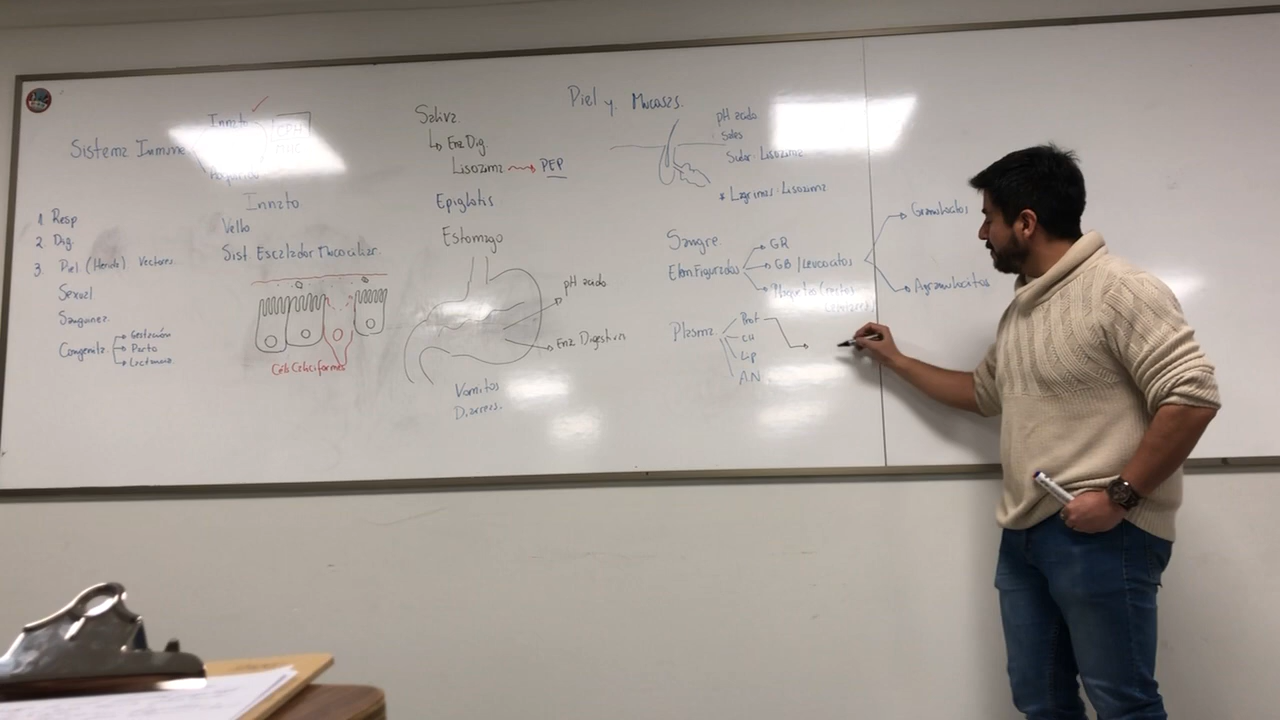 Sistema Inmune
Innato
Adquirido
CPH
1 Resp
2 Dig.
3. Piel (Herida) Vectores.
Sexual
Sanguinea
Congenita
Gestación
Parto
Lactancia
Innato
Vello
Sist Escalador Mucociliar.
Cels Caliciformes
Saliva
Enz Dig.
Lisozima
PEP
Epiglotis
Estomago
pH acido
Enz Digestivas
Vomitos
Diarreas.
Piel y Mucosas.
pH acido
Sales
Sudor: Lisozima
* Lagrimas: Lisozima
Sangre.
Elem Figurados
GR
GB / Leucocitos
Plaquetas
Granulocitos
Agranulocitos
Plasma
Prot
CH
Lip
A.N